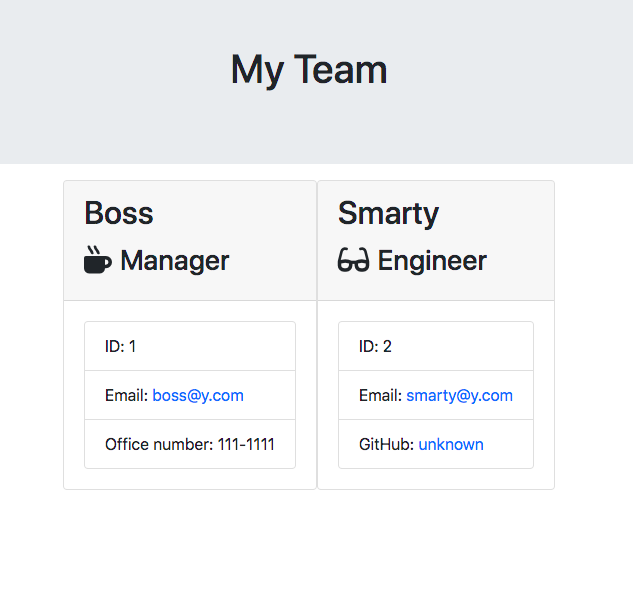 My Team
Boss
Manager
ID: 1
Email: boss@y.com
Office number: 111-1111
Smarty
Engineer
ID: 2
Email: smarty@y.com
GitHub: unknown